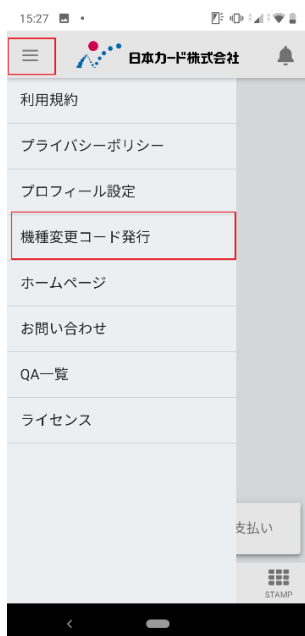 15:27
日本カード株式会社
利用規約
プライバシーポリシー
プロフィール設定
機種変更コード発行
ホームページ
お問い合わせ
QA一覧
ライセンス
支払い
STAMP